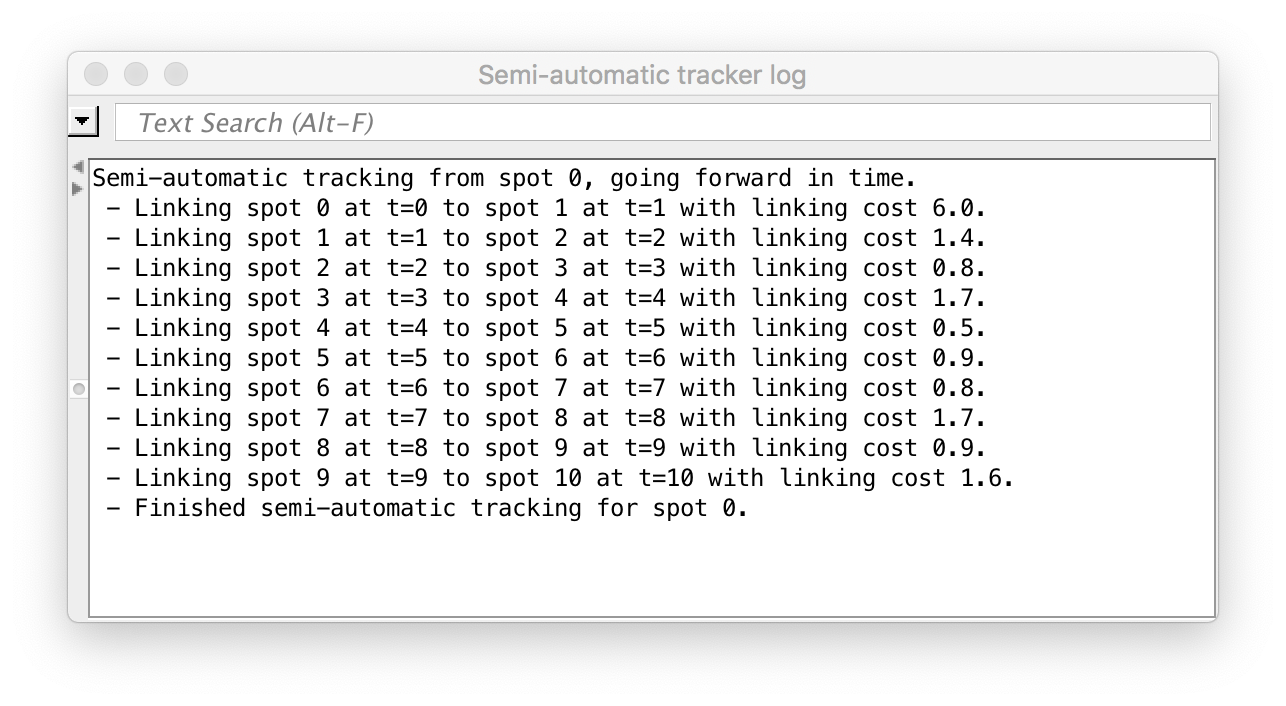 Semi-automatic tracker log
Text Search (Alt-F)
Semi-automatic tracking from spot 0, going forward in time.
- Linking spot 0 at t=0 to spot 1 at t=1 with linking cost 6.0.
- Linking spot 1 at t=1 to spot 2 at t=2 with linking cost 1.4.
- Linking spot 2 at t=2 to spot 3 at t=3 with linking cost 0.8.
- Linking spot 3 at t=3 to spot 4 at t=4 with linking cost 1.7.
- Linking spot 4 at t=4 to spot 5 at t=5 with linking cost 0.5.
- Linking spot 5 at t=5 to spot 6 at t=6 with linking cost 0.9.
- Linking spot 6 at t=6 to spot 7 at t=7 with linking cost 0.8.
- Linking spot 7 at t=7 to spot 8 at t=8 with linking cost 1.7.
- Linking spot 8 at t=8 to spot 9 at t=9 with linking cost 0.9.
- Linking spot 9 at t=9 to spot 10 at t=10 with linking cost 1.6.
- Finished semi-automatic tracking for spot 0.